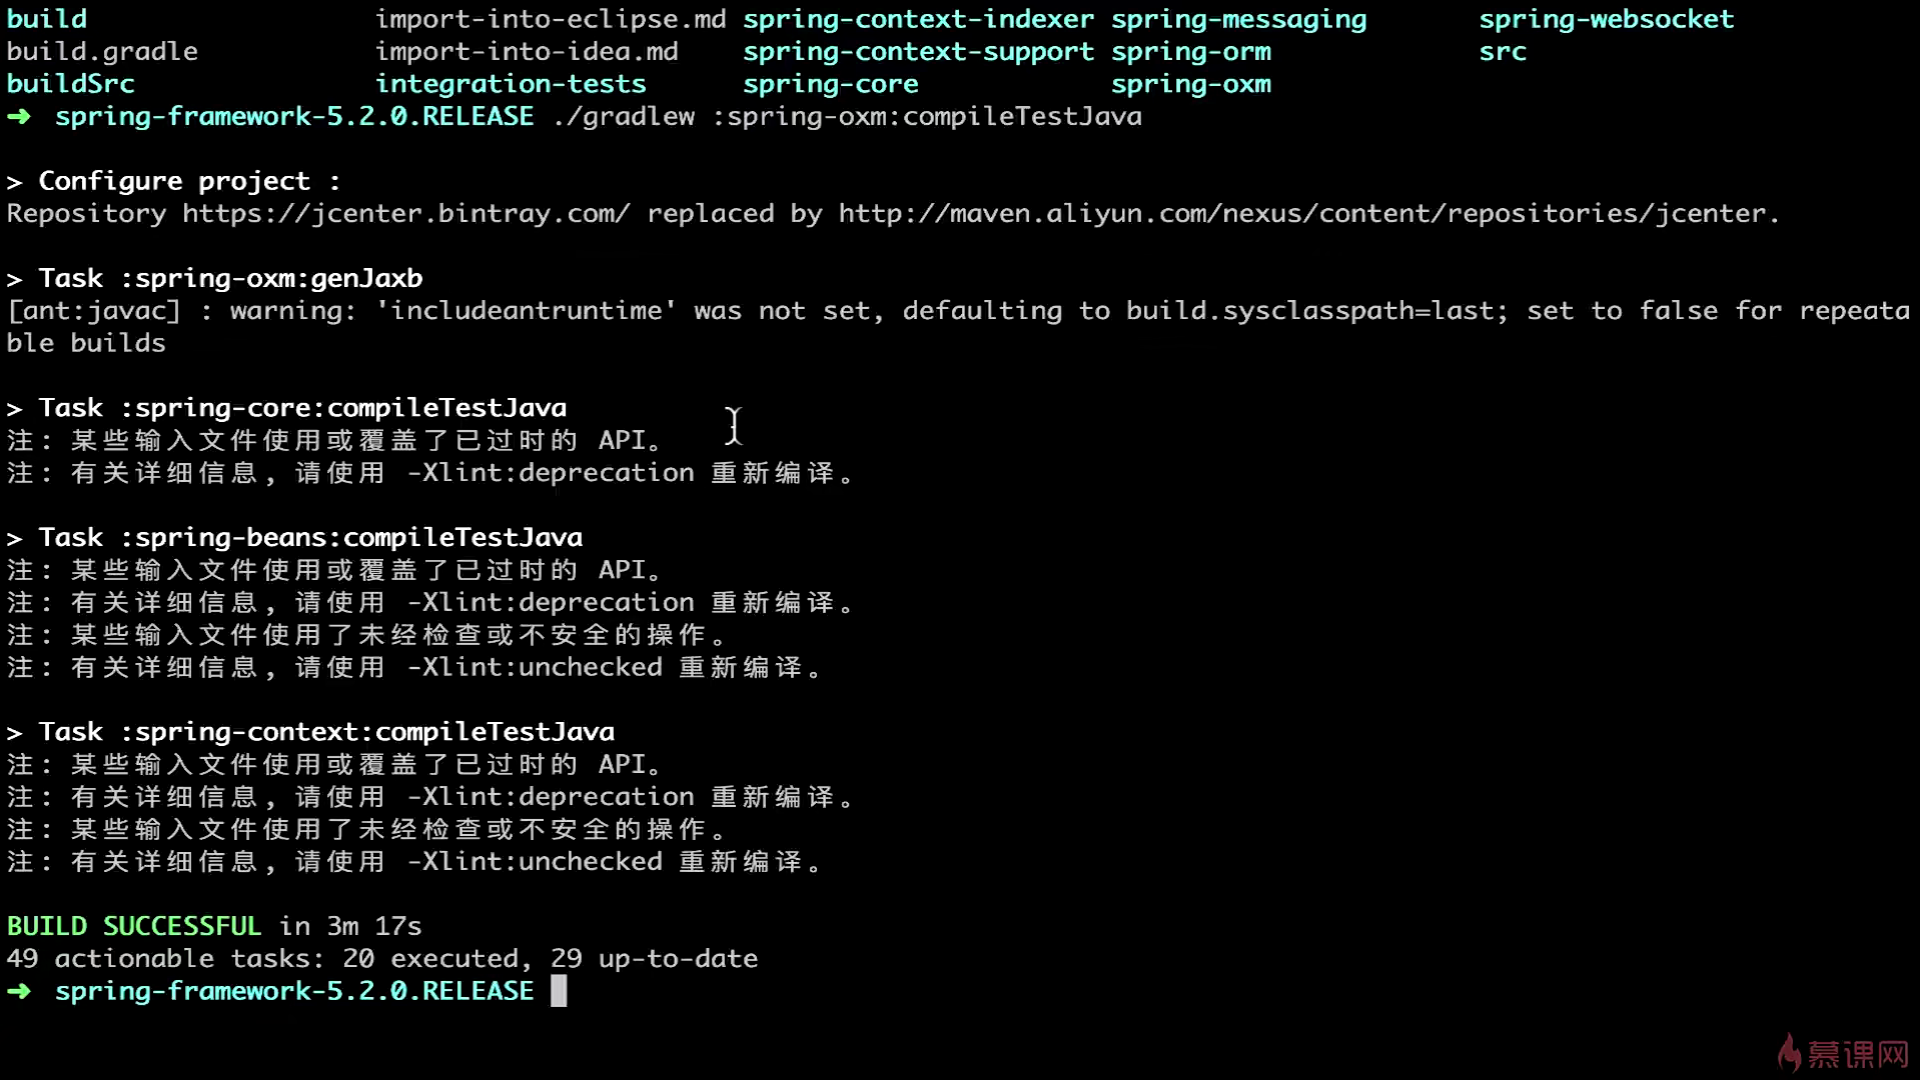 build import-into-eclipse.md spring-context-indexer spring-messaging spring-websocket
build.gradle import-into-idea.md spring-context-support spring-orm src
buildSrc integration-tests spring-core spring-oxm
➜ spring-framework-5.2.0.RELEASE ./gradlew :spring-oxm:compileTestJava
> Configure project :
Repository https://jcenter.bintray.com/ replaced by http://maven.aliyun.com/nexus/content/repositories/jcenter.
> Task :spring-oxm:genJaxb
[ant:javac] : warning: 'includeantruntime' was not set, defaulting to build.sysclasspath=last; set to false for repeata
ble builds
> Task :spring-core:compileTestJava
注: 某些输入文件使用或覆盖了已过时的 API。
注: 有关详细信息, 请使用 -Xlint:deprecation 重新编译。
> Task :spring-beans:compileTestJava
注: 某些输入文件使用或覆盖了已过时的 API。
注: 有关详细信息, 请使用 -Xlint:deprecation 重新编译。
注: 某些输入文件使用了未经检查或不安全的操作。
注: 有关详细信息, 请使用 -Xlint:unchecked 重新编译。
> Task :spring-context:compileTestJava
注: 某些输入文件使用或覆盖了已过时的 API。
注: 有关详细信息, 请使用 -Xlint:deprecation 重新编译。
注: 某些输入文件使用了未经检查或不安全的操作。
注: 有关详细信息, 请使用 -Xlint:unchecked 重新编译。
BUILD SUCCESSFUL in 3m 17s
49 actionable tasks: 20 executed, 29 up-to-date
➜ spring-framework-5.2.0.RELEASE
慕课网